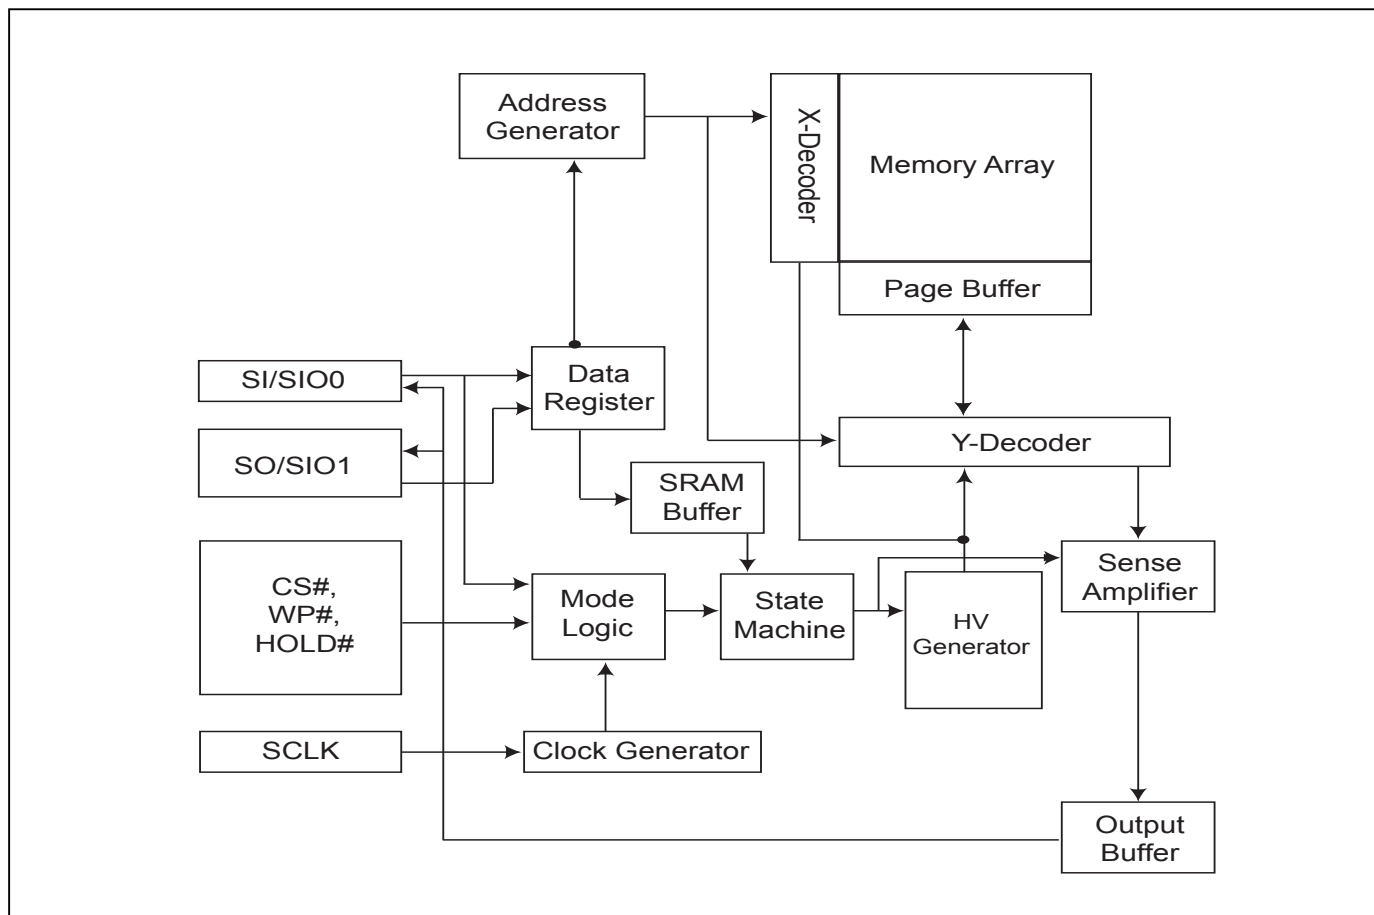 Address
Generator
X-Decoder
Memory Array
Page Buffer
SI/SIO0
Data
Register
SO/SIO1
Y-Decoder
SRAM
Buffer
CS#,
WP#,
HOLD#
Mode
Logic
State
Machine
HV
Generator
Sense
Amplifier
SCLK
Clock Generator
Output
Buffer